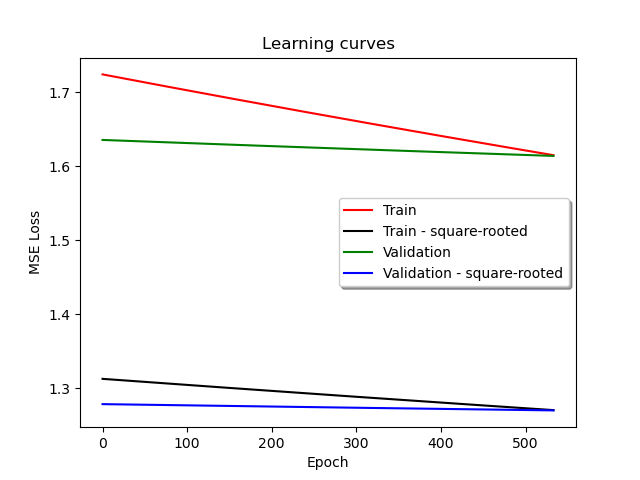 Learning curves
MSE Loss
1.7
1.6
1.5
1.4
1.3
Train
Train - square-rooted
Validation
Validation - square-rooted
0 100 200 300 400 500
Epoch